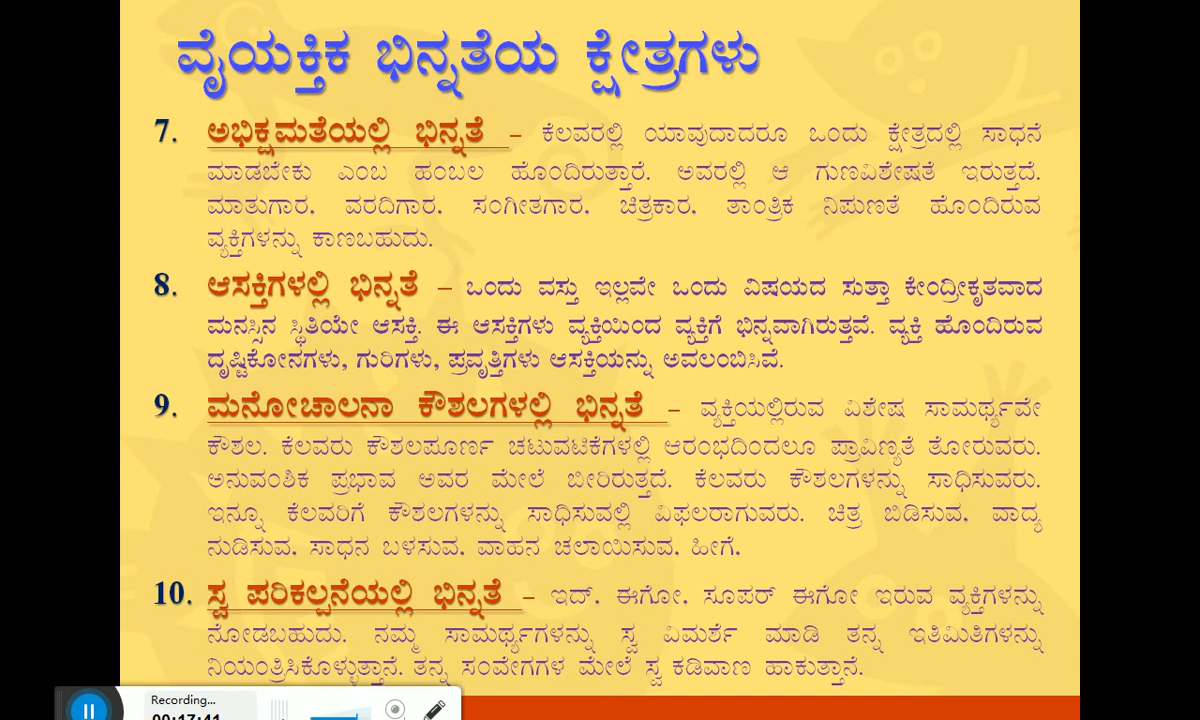 ವೈಯಕ್ತಿಕ ಭಿನ್ನತೆಯ ಕ್ಷೇತ್ರಗಳು
7. ಅಭಿಕ್ಷಮತೆಯಲ್ಲಿ ಭಿನ್ನತೆ – ಕೆಲವರಲ್ಲಿ ಯಾವುದಾದರೂ ಒಂದು ಕ್ಷೇತ್ರದಲ್ಲಿ ಸಾಧನೆ
ಮಾಡಬೇಕು ಎಂಬ ಹಂಬಲ ಹೊಂದಿರುತ್ತಾರೆ. ಅವರಲ್ಲಿ ಆ ಗುಣವಿಶೇಷತೆ ಇರುತ್ತದೆ.
ಮಾತುಗಾರ, ವರದಿಗಾರ, ಸಂಗೀತಗಾರ, ಚಿತ್ರಕಾರ, ತಾಂತ್ರಿಕ ನಿಪುಣತೆ ಹೊಂದಿರುವ
ವ್ಯಕ್ತಿಗಳನ್ನು ಕಾಣಬಹುದು.
8. ಆಸಕ್ತಿಗಳಲ್ಲಿ ಭಿನ್ನತೆ – ಒಂದು ವಸ್ತು ಇಲ್ಲವೇ ಒಂದು ವಿಷಯದ ಸುತ್ತಾ ಕೇಂದ್ರೀಕೃತವಾದ
ಮನಸ್ಸಿನ ಸ್ಥಿತಿಯೇ ಆಸಕ್ತಿ. ಈ ಆಸಕ್ತಿಗಳು ವ್ಯಕ್ತಿಯಿಂದ ವ್ಯಕ್ತಿಗೆ ಭಿನ್ನವಾಗಿರುತ್ತವೆ. ವ್ಯಕ್ತಿ ಹೊಂದಿರುವ
ದೃಷ್ಟಿಕೋನಗಳು, ಗುರಿಗಳು, ಪ್ರವೃತ್ತಿಗಳು ಆಸಕ್ತಿಯನ್ನು ಅವಲಂಬಿಸಿವೆ.
9. ಮನೋಚಾಲನಾ ಕೌಶಲಗಳಲ್ಲಿ ಭಿನ್ನತೆ – ವ್ಯಕ್ತಿಯಲ್ಲಿರುವ ವಿಶೇಷ ಸಾಮರ್ಥ್ಯವೇ
ಕೌಶಲ. ಕೆಲವರು ಕೌಶಲಪೂರ್ಣ ಚಟುವಟಿಕೆಗಳಲ್ಲಿ ಆರಂಭದಿಂದಲೂ ಪ್ರಾವಿಣ್ಯತೆ ತೋರುವರು.
ಅನುವಂಶಿಕ ಪ್ರಭಾವ ಅವರ ಮೇಲೆ ಬೀರಿರುತ್ತದೆ. ಕೆಲವರು ಕೌಶಲಗಳನ್ನು ಸಾಧಿಸುವರು.
ಇನ್ನೂ ಕೆಲವರಿಗೆ ಕೌಶಲಗಳನ್ನು ಸಾಧಿಸುವಲ್ಲಿ ವಿಫಲರಾಗುವರು. ಚಿತ್ರ ಬಿಡಿಸುವ, ವಾದ್ಯ
ನುಡಿಸುವ, ಸಾಧನ ಬಳಸುವ, ವಾಹನ ಚಲಾಯಿಸುವ, ಹೀಗೆ,
10. ಸ್ವ ಪರಿಕಲ್ಪನೆಯಲ್ಲಿ ಭಿನ್ನತೆ – ಇದ್, ಈಗೋ, ಸೂಪರ್ ಈಗೋ ಇರುವ ವ್ಯಕ್ತಿಗಳನ್ನು
ನೋಡಬಹುದು. ನಮ್ಮ ಸಾಮರ್ಥ್ಯಗಳನ್ನು ಸ್ವ ವಿಮರ್ಶೆ ಮಾಡಿ ತನ್ನ ಇತಿಮಿತಿಗಳನ್ನು
ನಿಯಂತ್ರಿಸಿಕೊಳ್ಳುತ್ತಾನೆ. ತನ್ನ ಸಂವೇಗಗಳ ಮೇಲೆ ಸ್ವ ಕಡಿವಾಣ ಹಾಕುತ್ತಾನೆ.
Recording...
00:17:41